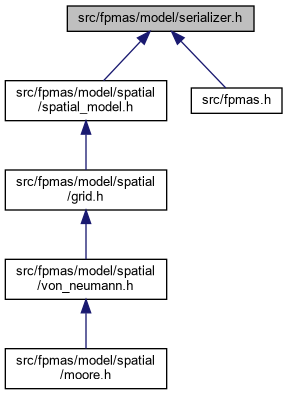 src/fpmas/model/serializer.h
src/fpmas/model/spatial
/spatial_model.h
src/fpmas.h
src/fpmas/model/spatial
/grid.h
src/fpmas/model/spatial
/von_neumann.h
src/fpmas/model/spatial
/moore.h